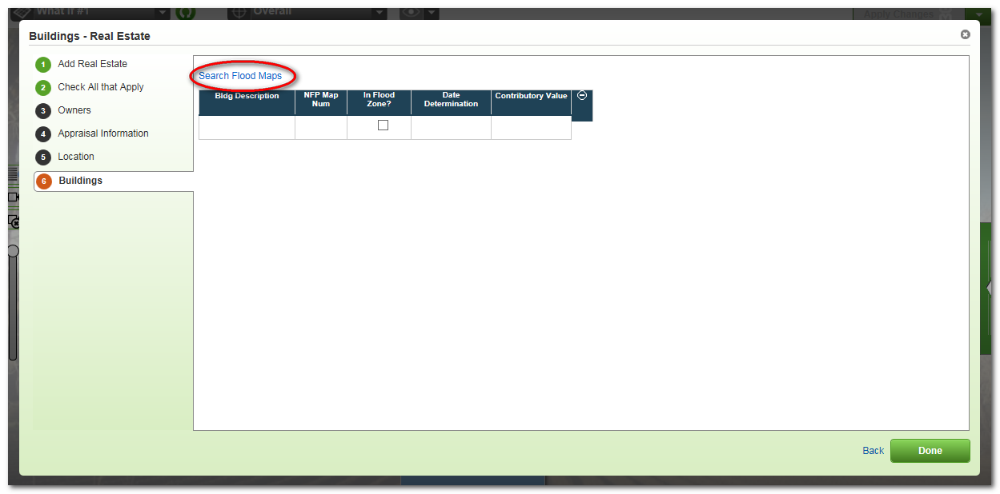 What if #1
Overall
Apply Changes
Buildings - Real Estate
1 Add Real Estate
2 Check All that Apply
3 Owners
4 Appraisal Information
5 Location
6 Buildings
Search Flood Maps
Bldg Description
NFP Map
Num
In Flood
Zone?
Date
Determination
Contributory Value
Back
Done